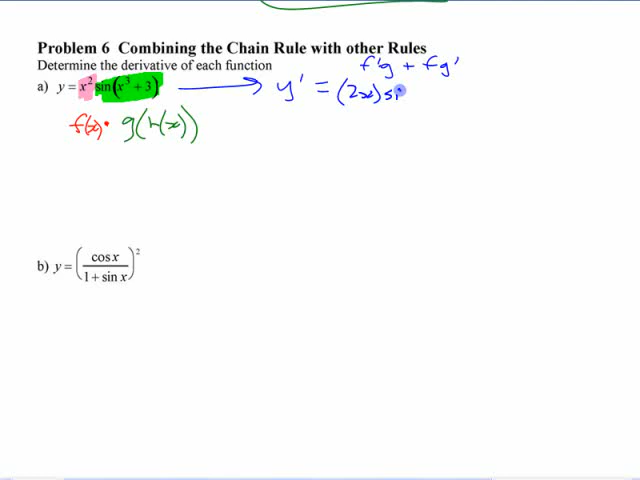 Problem 6 Combining the Chain Rule with other Rules
Determine the derivative of each function
f'g + fg'
a) y = x² sin(x³ + 3) → y' = (2x) si
f(x) • g(h(x))
b) y = (cos x / 1 + sin x)²